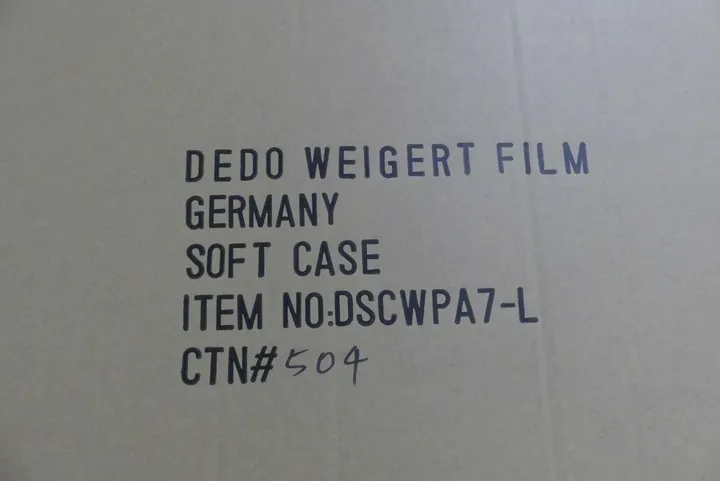 DEDO WEIGERT FILM
GERMANY
SOFT CASE
ITEM NO:DSCWPA7-L
CTN#504